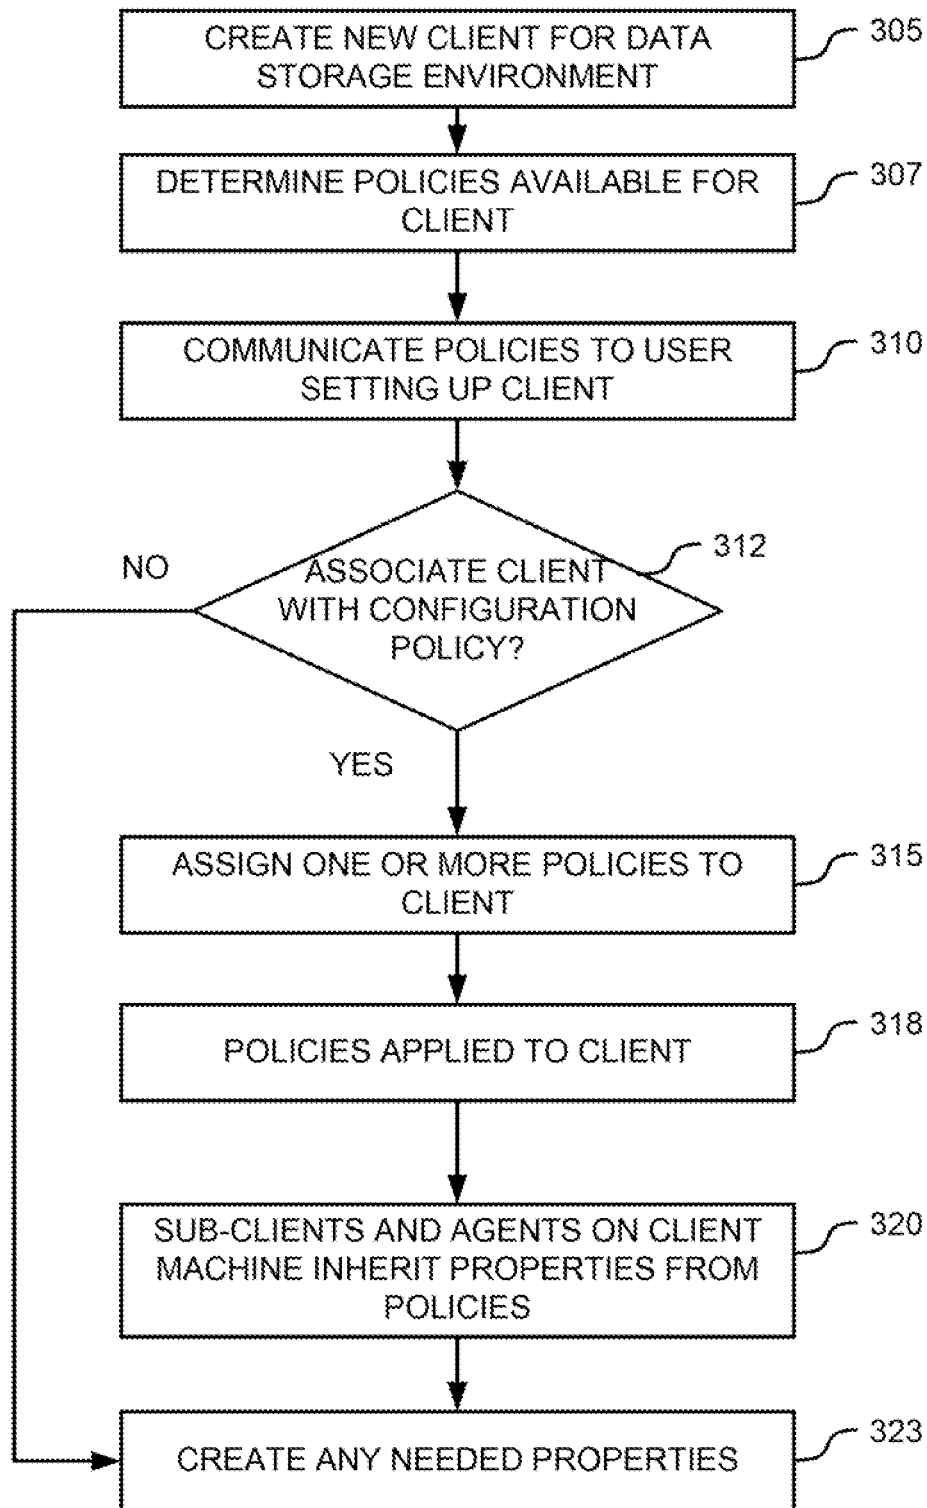 CREATE NEW CLIENT FOR DATA
STORAGE ENVIRONMENT
305
DETERMINE POLICIES AVAILABLE FOR
CLIENT
307
COMMUNICATE POLICIES TO USER
SETTING UP CLIENT
310
ASSOCIATE CLIENT
WITH CONFIGURATION
POLICY?
312
NO
YES
ASSIGN ONE OR MORE POLICIES TO
CLIENT
315
POLICIES APPLIED TO CLIENT
318
SUB-CLIENTS AND AGENTS ON CLIENT
MACHINE INHERIT PROPERTIES FROM
POLICIES
320
CREATE ANY NEEDED PROPERTIES
323